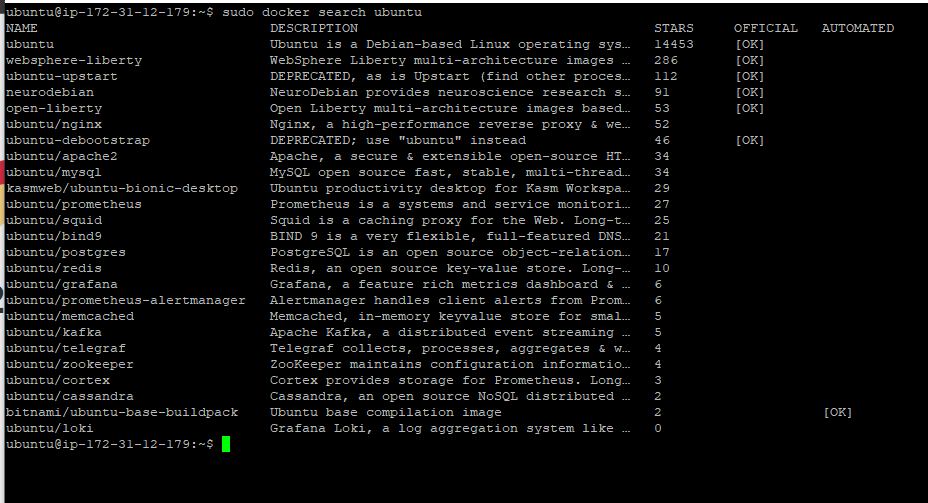 ubuntu@ip-172-31-12-179:~$ sudo docker search ubuntu
NAME DESCRIPTION STARS OFFICIAL AUTOMATED
ubuntu Ubuntu is a Debian-based Linux operating sys… 14453 [OK]
websphere-liberty WebSphere Liberty multi-architecture images … 286 [OK]
ubuntu-upstart DEPRECATED, as is Upstart (find other proces… 112 [OK]
neurodebian NeuroDebian provides neuroscience research s… 91 [OK]
open-liberty Open Liberty multi-architecture images based… 53 [OK]
ubuntu/nginx Nginx, a high-performance reverse proxy & we… 52
ubuntu-debootstrap DEPRECATED; use "ubuntu" instead 46 [OK]
ubuntu/apache2 Apache, a secure & extensible open-source HT… 34
ubuntu/mysql MySQL open source fast, stable, multi-thread… 34
kasmweb/ubuntu-bionic-desktop Ubuntu productivity desktop for Kasm Workspa… 29
ubuntu/prometheus Prometheus is a systems and service monitori… 27
ubuntu/squid Squid is a caching proxy for the Web. Long-t… 25
ubuntu/bind9 BIND 9 is a very flexible, full-featured DNS… 21
ubuntu/postgres PostgreSQL is an open source object-relation… 17
ubuntu/redis Redis, an open source key-value store. Long-… 10
ubuntu/grafana Grafana, a feature rich metrics dashboard & … 6
ubuntu/prometheus-alertmanager Alertmanager handles client alerts from Prom… 6
ubuntu/memcached Memcached, in-memory keyvalue store for smal… 5
ubuntu/kafka Apache Kafka, a distributed event streaming … 5
ubuntu/telegraf Telegraf collects, processes, aggregates & w… 4
ubuntu/zookeeper ZooKeeper maintains configuration informatio… 4
ubuntu/cortex Cortex provides storage for Prometheus. Long… 3
ubuntu/cassandra Cassandra, an open source NoSQL distributed … 2
bitnami/ubuntu-base-buildpack Ubuntu base compilation image 2 [OK]
ubuntu/loki Grafana Loki, a log aggregation system like … 0
ubuntu@ip-172-31-12-179:~$